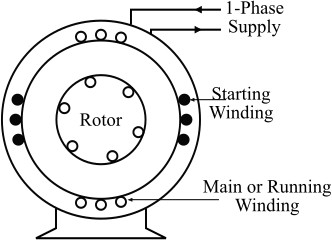 1-Phase
Supply
Starting
Winding
Rotor
Main or Running
Winding